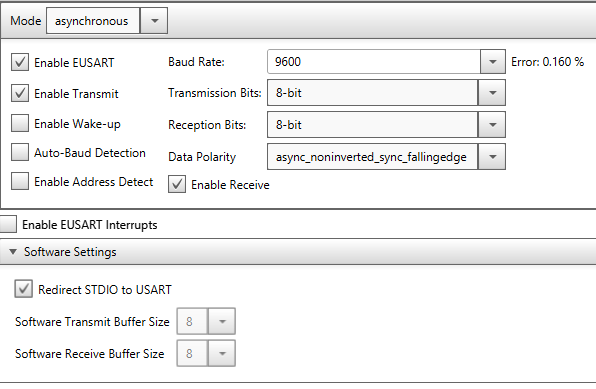 Mode asynchronous
Enable EUSART Baud Rate: 9600 Error: 0.160 %
Enable Transmit Transmission Bits: 8-bit
Enable Wake-up Reception Bits: 8-bit
Auto-Baud Detection Data Polarity async_noninverted_sync_fallingedge
Enable Address Detect Enable Receive
Enable EUSART Interrupts
Software Settings
Redirect STDIO to USART
Software Transmit Buffer Size 8
Software Receive Buffer Size 8